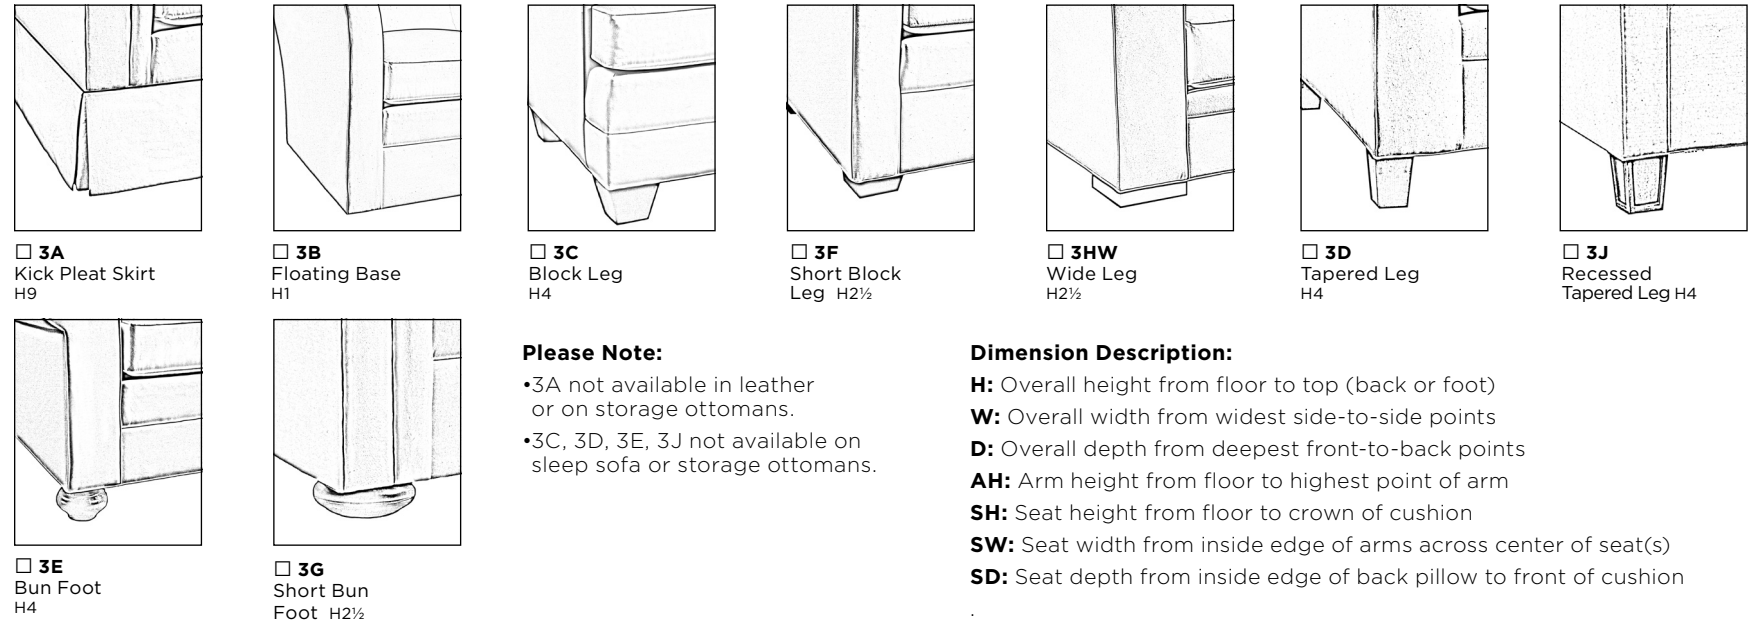 ☐ 3A
Kick Pleat Skirt
H9
☐ 3B
Floating Base
H1
☐ 3C
Block Leg
H4
☐ 3F
Short Block
Leg H2½
☐ 3HW
Wide Leg
H2½
☐ 3D
Tapered Leg
H4
☐ 3J
Recessed
Tapered Leg H4
☐ 3E
Bun Foot
H4
☐ 3G
Short Bun
Foot H2½
Please Note:
•3A not available in leather
or on storage ottomans.
•3C, 3D, 3E, 3J not available on
sleep sofa or storage ottomans.
Dimension Description:
H: Overall height from floor to top (back or foot)
W: Overall width from widest side-to-side points
D: Overall depth from deepest front-to-back points
AH: Arm height from floor to highest point of arm
SH: Seat height from floor to crown of cushion
SW: Seat width from inside edge of arms across center of seat(s)
SD: Seat depth from inside edge of back pillow to front of cushion
.